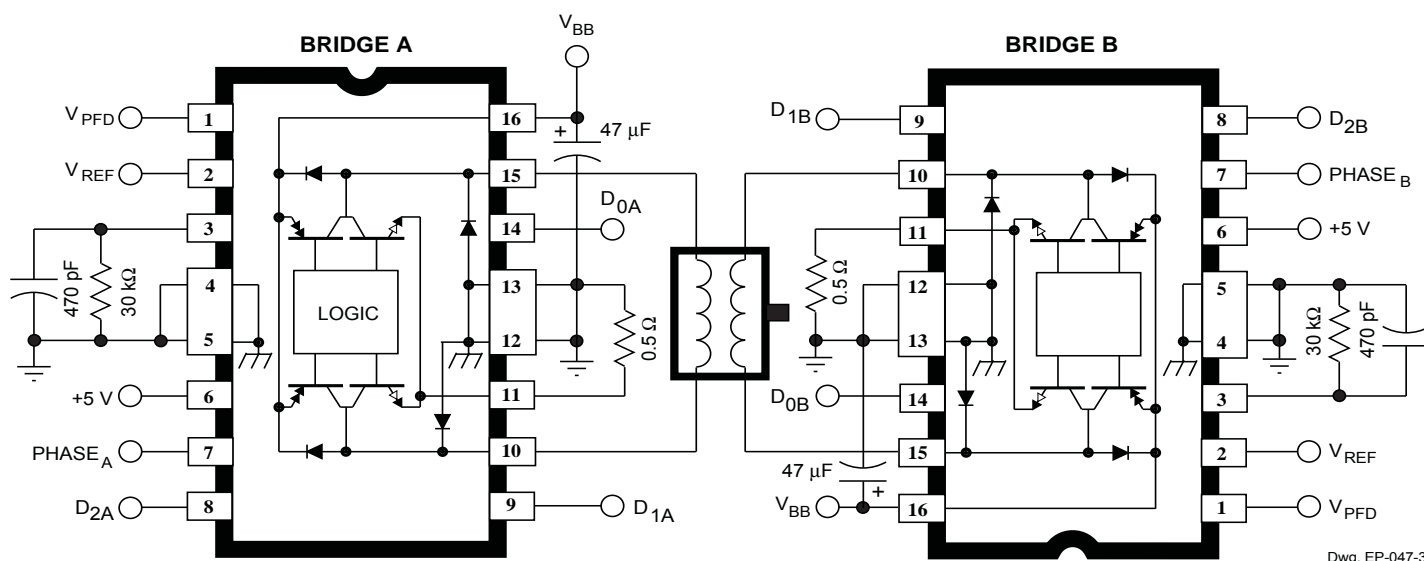 V_BB
BRIDGE A
BRIDGE B
V_PFD
1
16
+
47 µF
D_1B
9
8
D_2B
V_REF
2
15
10
7
PHASE_B
D_0A
3
14
11
6
+5 V
470 pF
30 kΩ
4
13
0.5 Ω
12
5
30 kΩ
470 pF
LOGIC
5
12
0.5 Ω
13
4
+5 V
6
11
D_0B
14
3
PHASE_A
7
10
15
2
V_REF
47 µF
+
D_2A
8
9
D_1A
V_BB
16
1
V_PFD
Dwg. EP-047-3